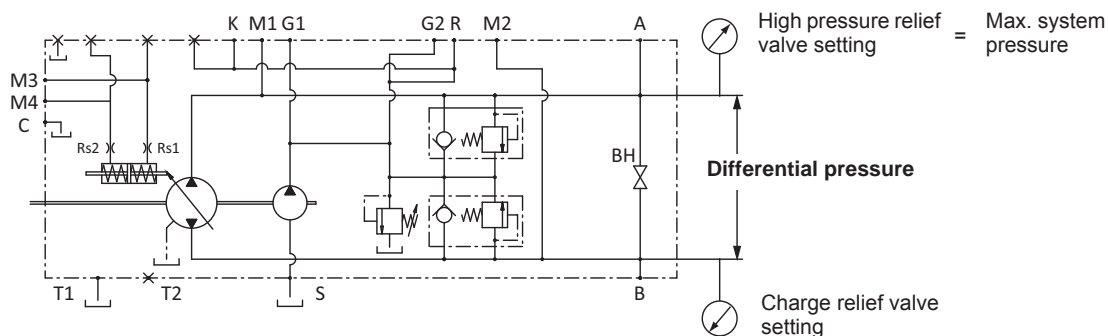 K M1 G1 G2 R M2 A
High pressure relief valve setting = Max. system pressure
M3
M4
C
Rs2 Rs1
BH
Differential pressure
T1 T2 S B
Charge relief valve setting